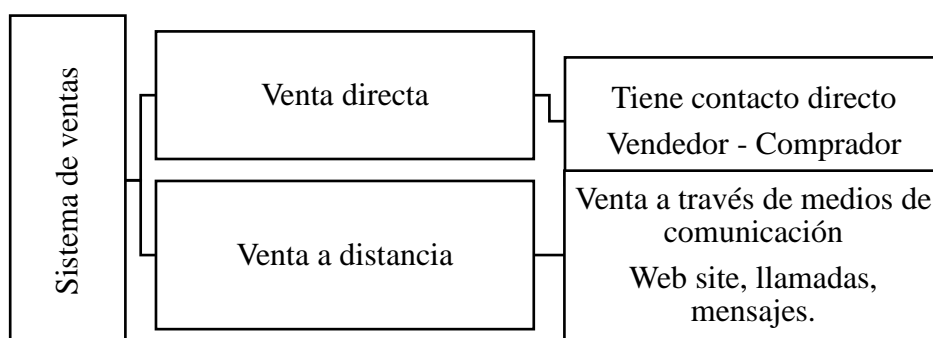 Sistema de ventas
Venta directa
Tiene contacto directo
Vendedor - Comprador
Venta a distancia
Venta a través de medios de
comunicación
Web site, llamadas,
mensajes.